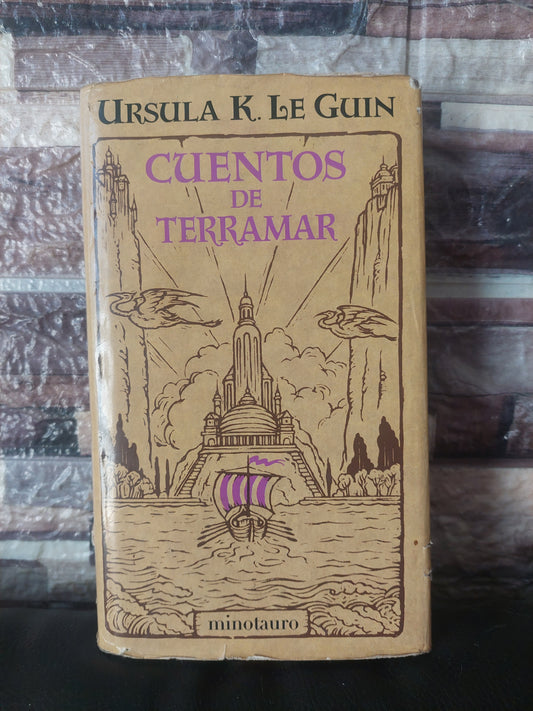 URSULA K. LE GUIN
CUENTOS
DE
TERRAMAR
minotauro